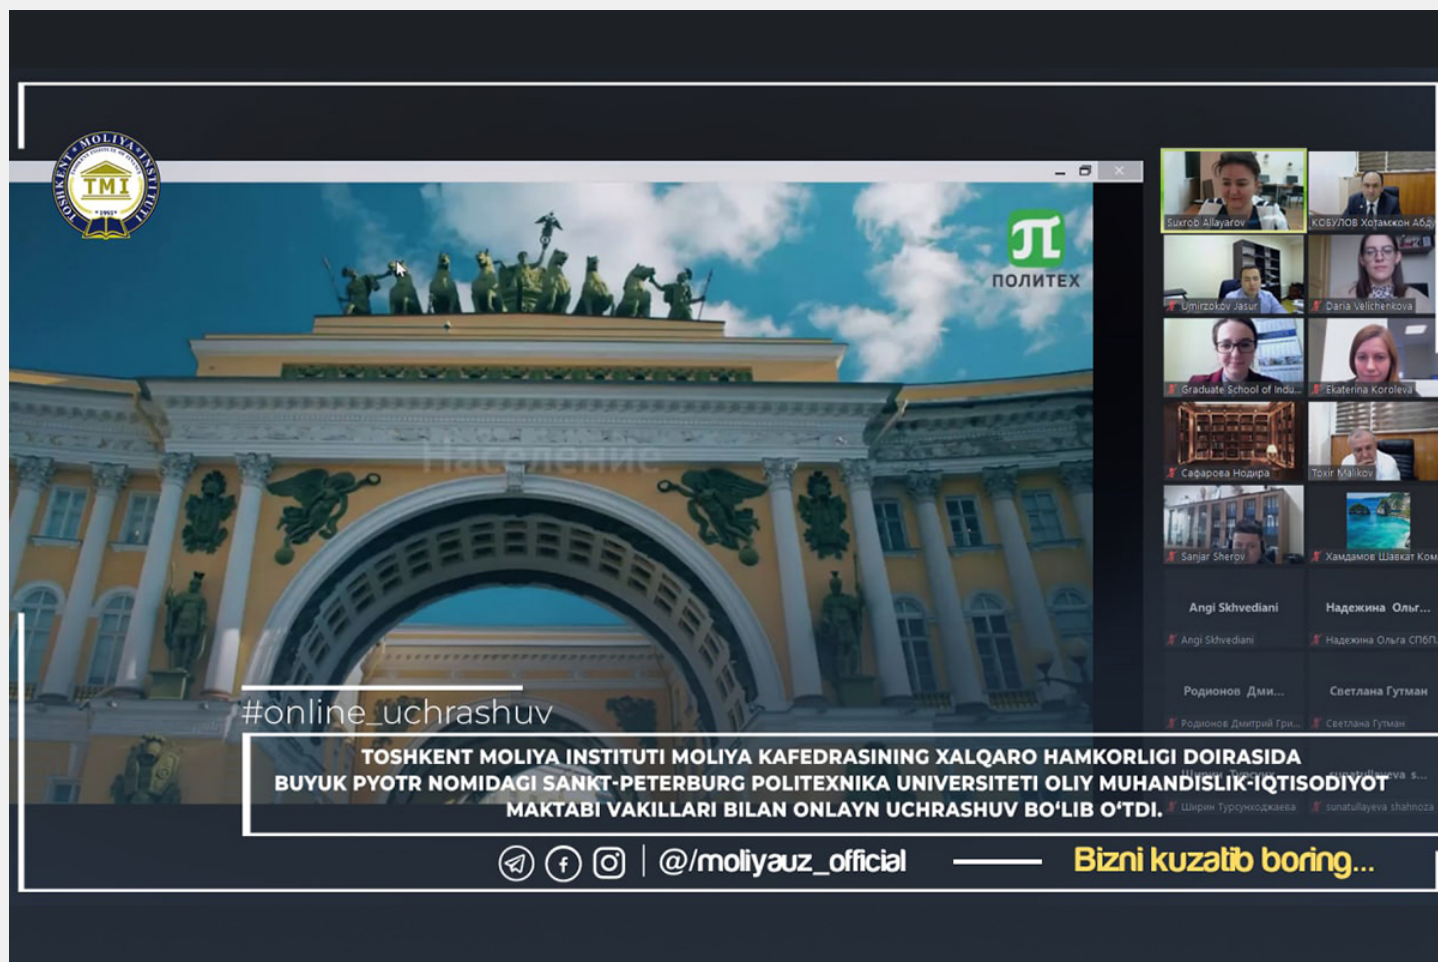 TOSHKENT MOLIYA INSTITUTI
TMI
* 1991 *
ПОЛИТЕХ
Население
Suxrob Allayarov
КОБУЛОВ Хотамжон Абду
Umirzokov Jasur
Daria Velichenkova
Graduate School of Indu...
Ekaterina Koroleva
Сафарова Нодира
Toxir Malikov
Sanjar Sherov
Хамдамов Шавкат Ком
Angi Skhvediani
Надежина Ольг...
Angi Skhvediani
Надежина Ольга СПбП
Родионов Дми...
Светлана Гутман
Родионов Дмитрий Гри...
Светлана Гутман
Ширин Турсунходжаева
sunatullayeva shahnoza
#online_uchrashuv
TOSHKENT MOLIYA INSTITUTI MOLIYA KAFEDRASINING XALQARO HAMKORLIGI DOIRASIDA
BUYUK PYOTR NOMIDAGI SANKT-PETERBURG POLITEXNIKA UNIVERSITETI OLIY MUHANDISLIK-IQTISODIYOT
MAKTABI VAKILLARI BILAN ONLAYN UCHRASHUV BO‘LIB O‘TDI.
@/moliyauz_official
Bizni kuzatib boring...